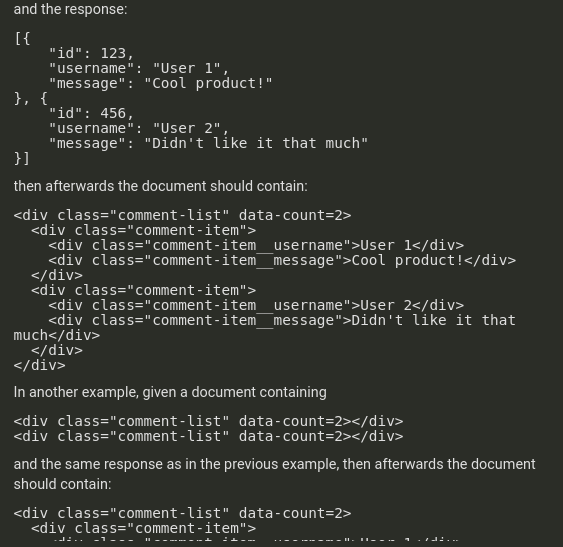 and the response:
[{
    "id": 123,
    "username": "User 1",
    "message": "Cool product!"
}, {
    "id": 456,
    "username": "User 2",
    "message": "Didn't like it that much"
}]
then afterwards the document should contain:
<div class="comment-list" data-count=2>
  <div class="comment-item">
    <div class="comment-item__username">User 1</div>
    <div class="comment-item__message">Cool product!</div>
  </div>
  <div class="comment-item">
    <div class="comment-item__username">User 2</div>
    <div class="comment-item__message">Didn't like it that
much</div>
  </div>
</div>
In another example, given a document containing
<div class="comment-list" data-count=2></div>
<div class="comment-list" data-count=2></div>
and the same response as in the previous example, then afterwards the document
should contain:
<div class="comment-list" data-count=2>
  <div class="comment-item">